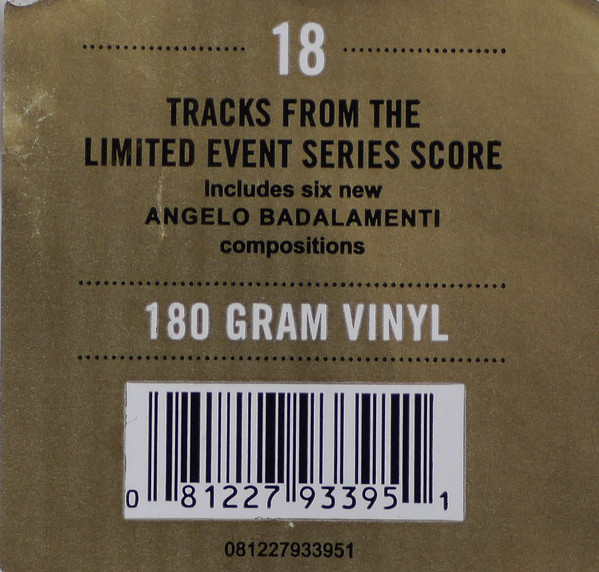 18
TRACKS FROM THE
LIMITED EVENT SERIES SCORE
Includes six new
ANGELO BADALAMENTI
compositions
180 GRAM VINYL
0 81227 93395 1
081227933951